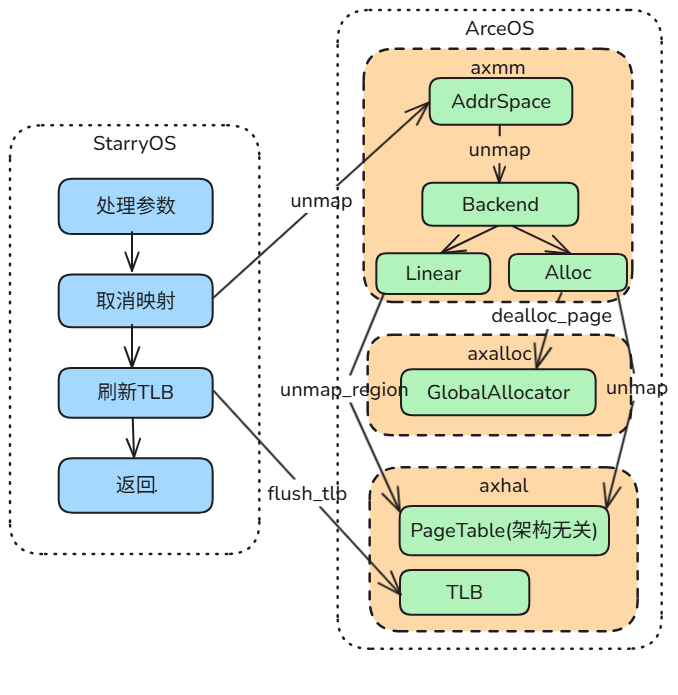 ArceOS
axmm
AddrSpace
unmap
Backend
Linear
Alloc
StarryOS
处理参数
取消映射
刷新TLB
返回.
unmap
dealloc_page
axalloc
GlobalAllocator
unmap_region
unmap
axhal
PageTable(架构无关)
TLB
flush_tlp